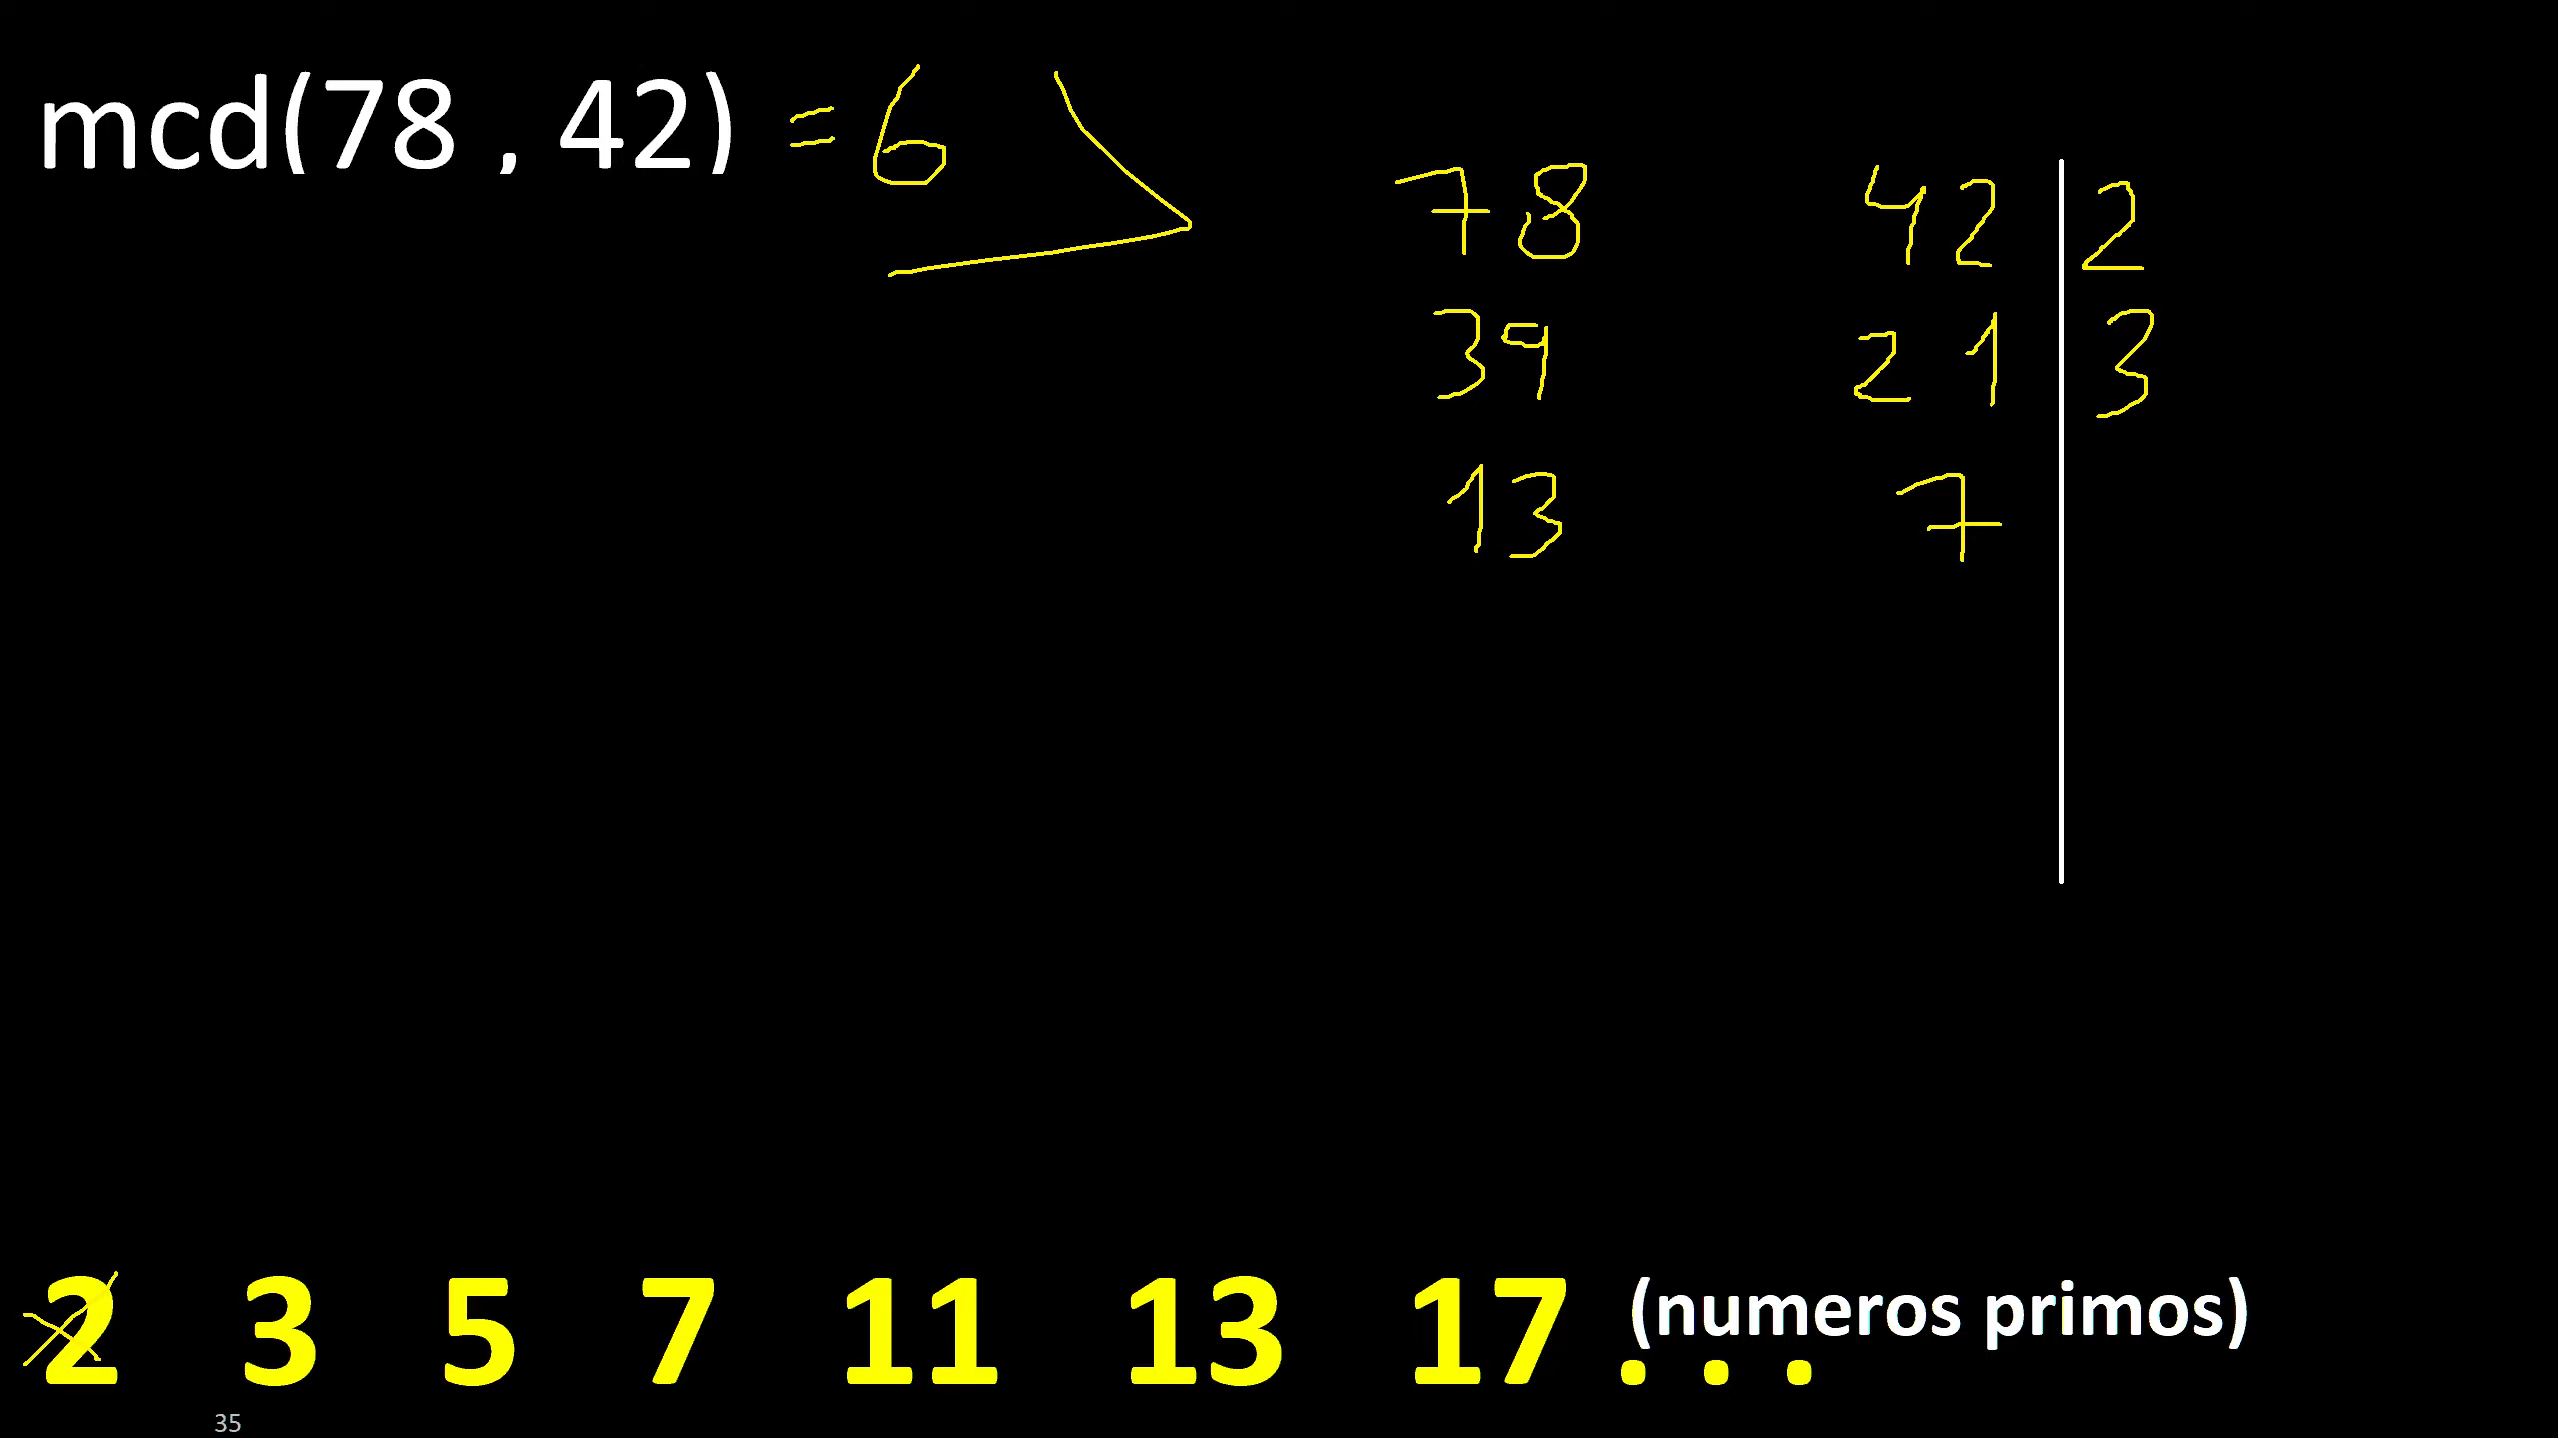 mcd(78 , 42) = 6
78 42 2
39 21 3
13 7
2 3 5 7 11 13 17 . . . (numeros primos)
35